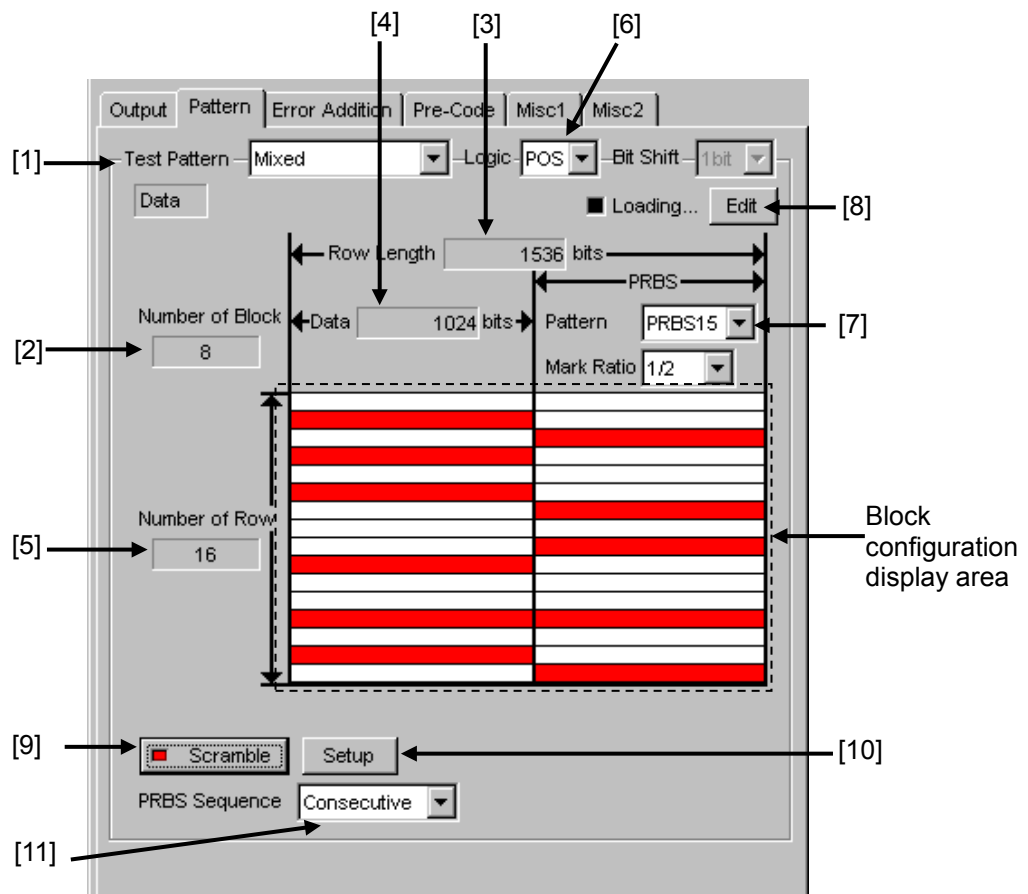 [4] [3] [6]
Output Pattern Error Addition Pre-Code Misc1 Misc2
[1] Test Pattern Mixed Logic POS Bit Shift 1bit
Data Loading... Edit [8]
Row Length 1536 bits
PRBS
Number of Block Data 1024 bits Pattern PRBS15 [7]
[2] 8
Mark Ratio 1/2
Number of Row
[5] 16
Block
configuration
display area
[9] Scramble Setup [10]
PRBS Sequence Consecutive
[11]